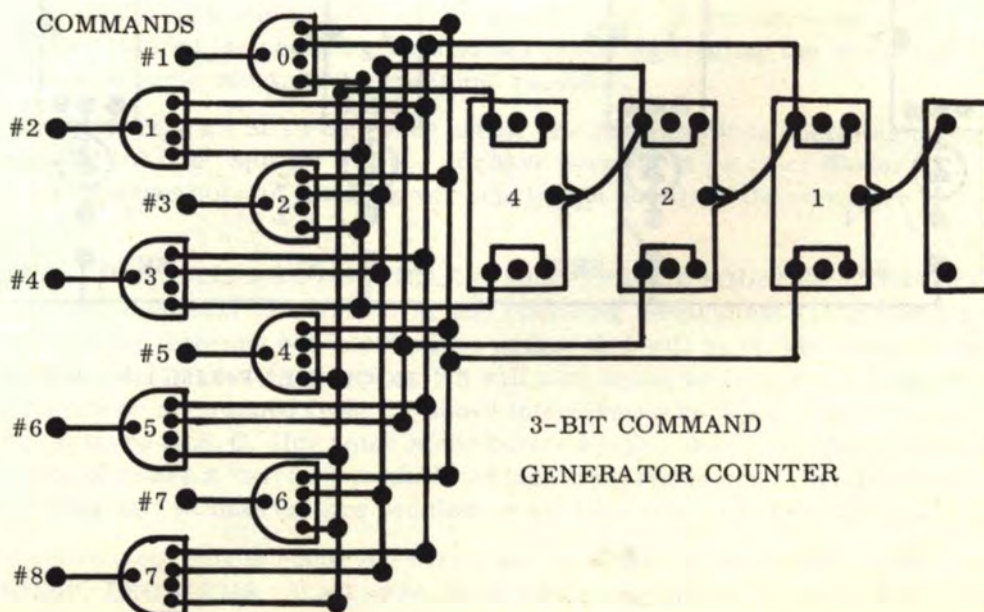 COMMANDS
#1 0
#2 1
#3 2
#4 3
#5 4
#6 5
#7 6
#8 7
4 2 1
3-BIT COMMAND
GENERATOR COUNTER